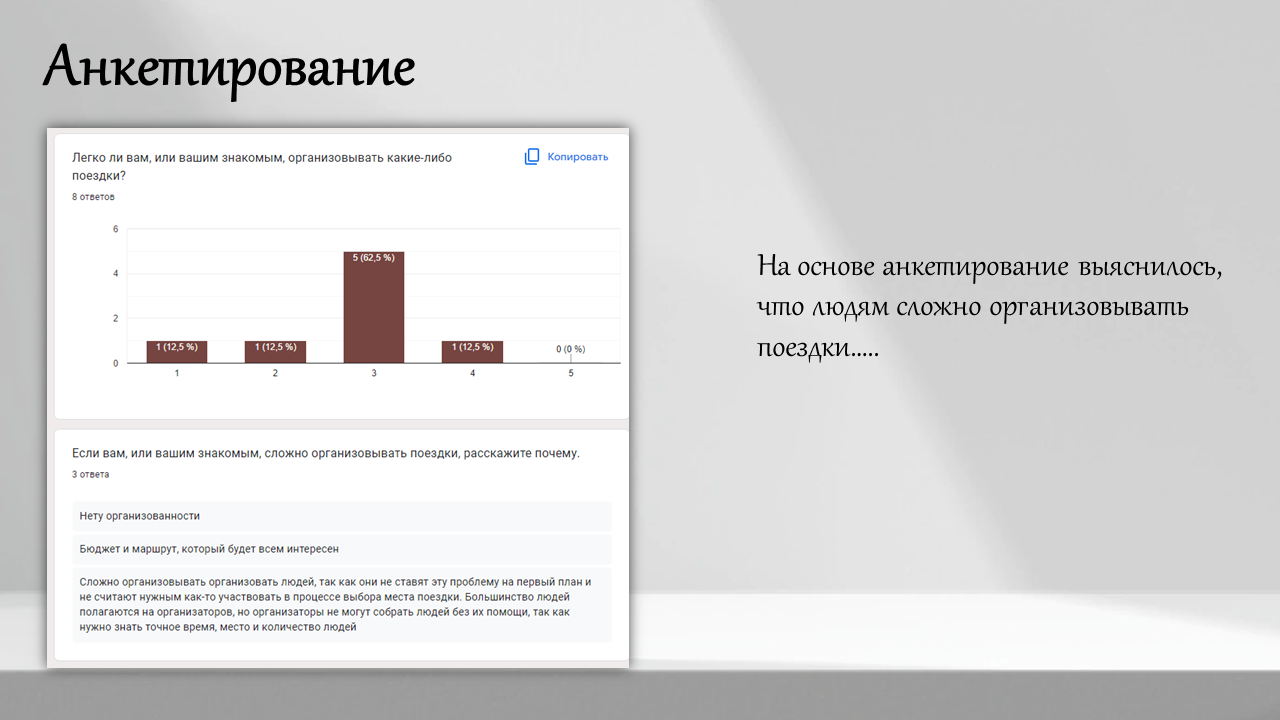 Анкетирование
Легко ли вам, или вашим знакомым, организовывать какие-либо
поездки?
Копировать
8 ответов
6
4
2
0
1 (12,5 %)
1 (12,5 %)
5 (62,5 %)
1 (12,5 %)
0 (0 %)
1
2
3
4
5
Если вам, или вашим знакомым, сложно организовывать поездки, расскажите почему.
3 ответа
Нету организованности
Бюджет и маршрут, который будет всем интересен
Сложно организовывать организовать людей, так как они не ставят эту проблему на первый план и
не считают нужным как-то участвовать в процессе выбора места поездки. Большинство людей
полагаются на организаторов, но организаторы не могут собрать людей без их помощи, так как
нужно знать точное время, место и количество людей
На основе анкетирование выяснилось,
что людям сложно организовывать
поездки.....